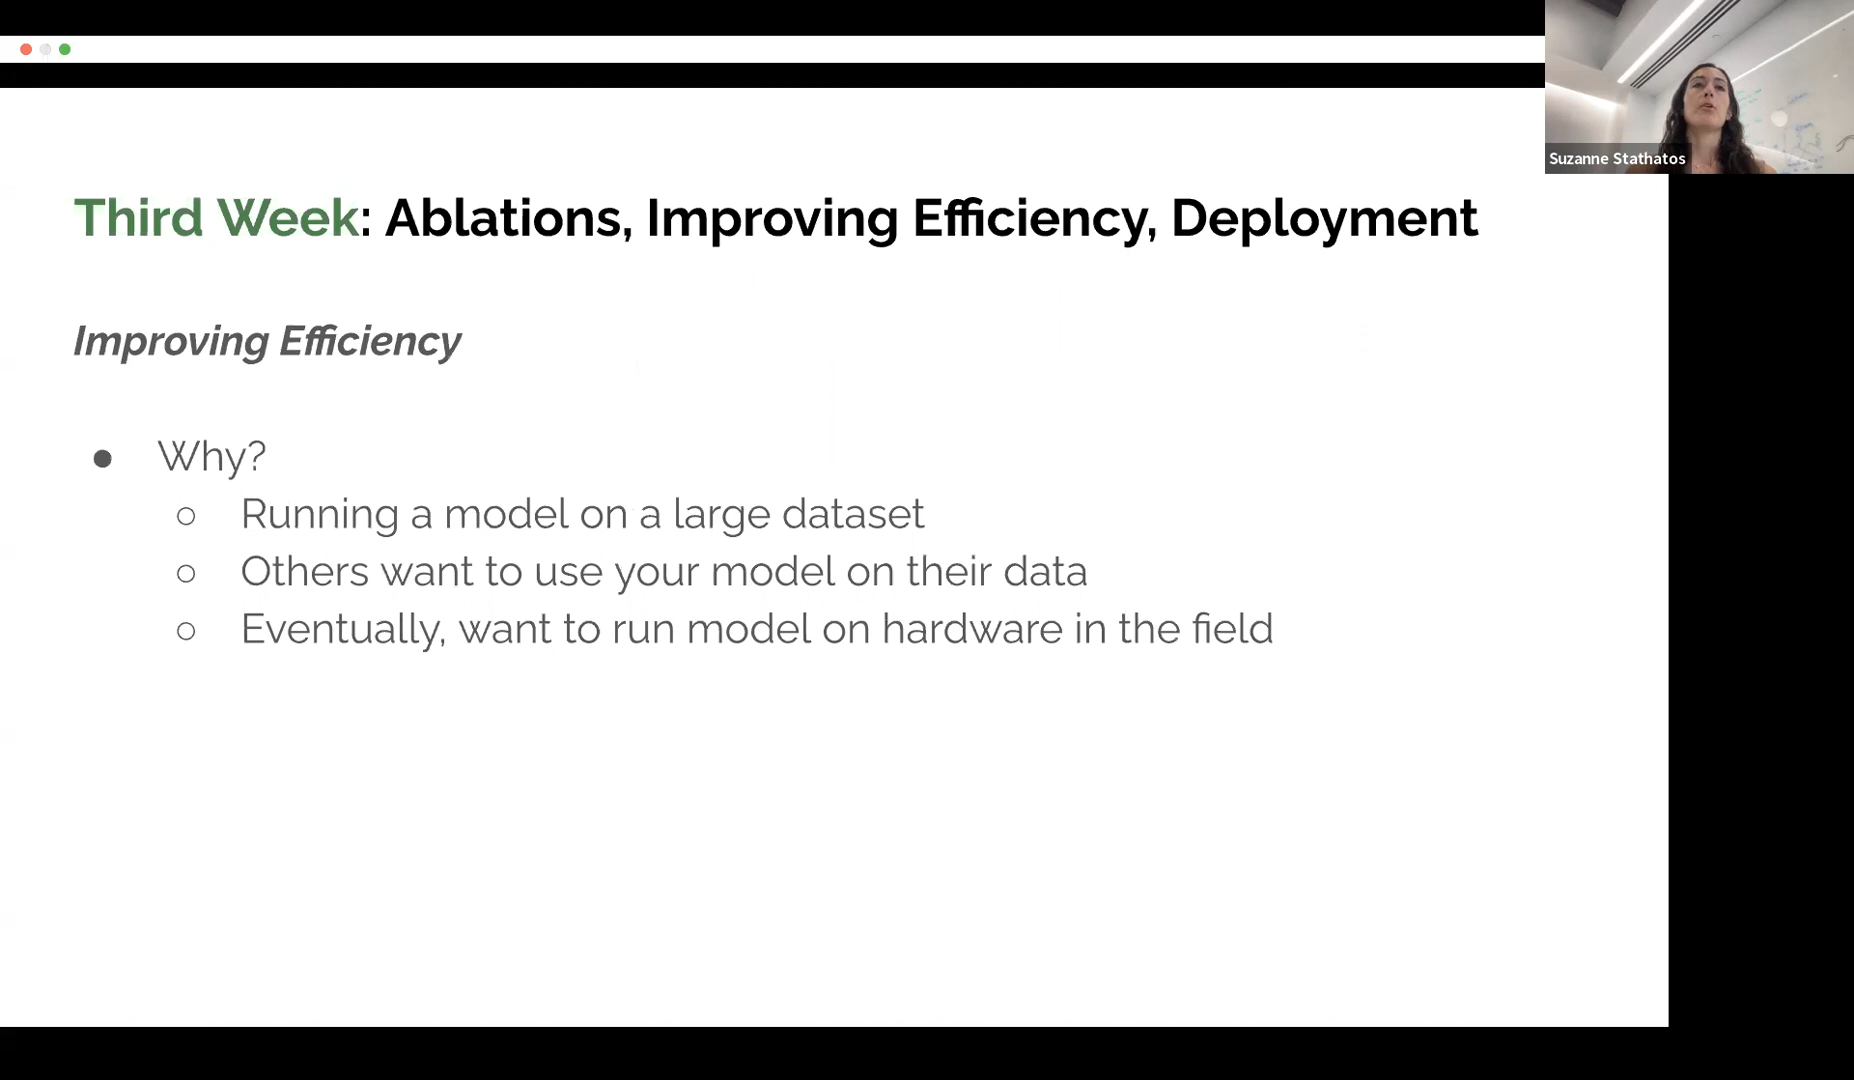 Suzanne Stathatos
Third Week: Ablations, Improving Efficiency, Deployment
Improving Efficiency
● Why?
○ Running a model on a large dataset
○ Others want to use your model on their data
○ Eventually, want to run model on hardware in the field